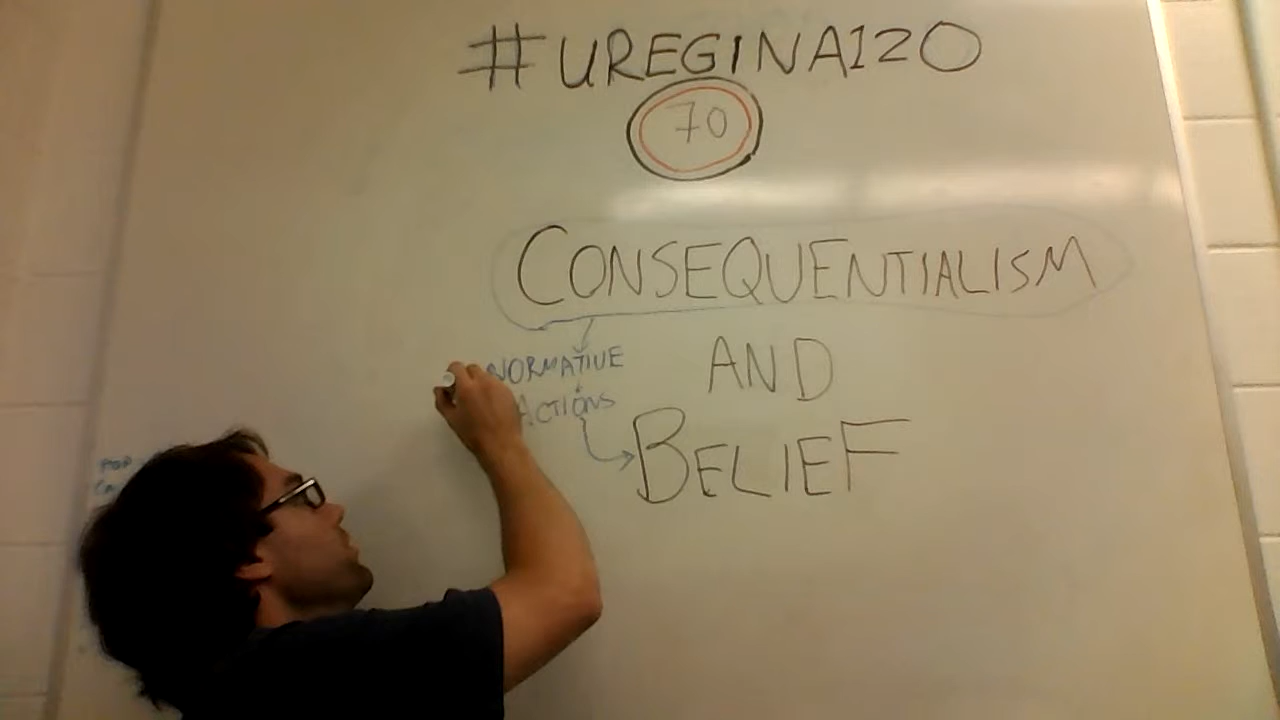 #UREGINA120
70
CONSEQUENTIALISM
AND
NORMATIVE
ACTIONS
BELIEF